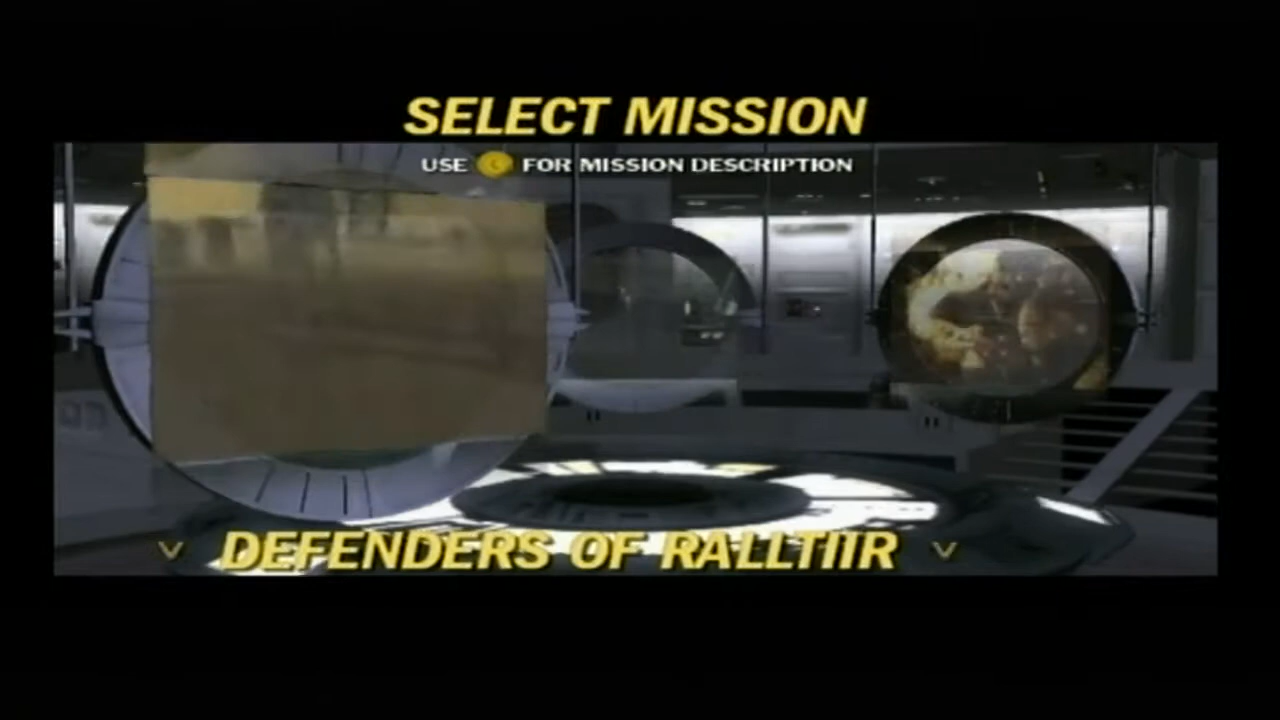 SELECT MISSION
USE C FOR MISSION DESCRIPTION
DEFENDERS OF RALLTIIR